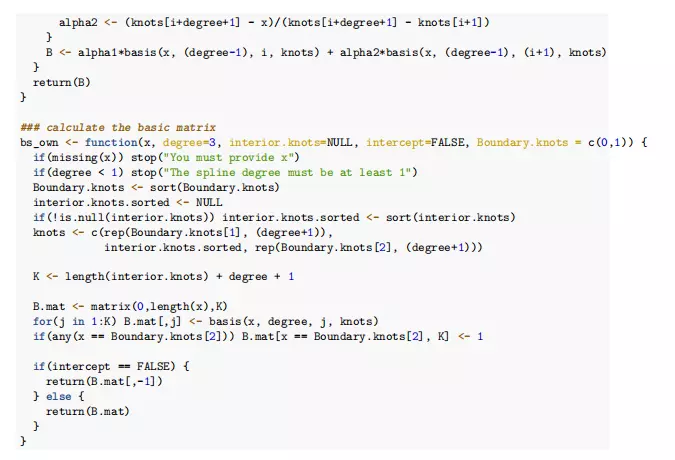 alpha2 <- (knots[i+degree+1] - x)/(knots[i+degree+1] - knots[i+1])
}
B <- alpha1*basis(x, (degree-1), i, knots) + alpha2*basis(x, (degree-1), (i+1), knots)
}
return(B)
}
### calculate the basic matrix
bs_own <- function(x, degree=3, interior.knots=NULL, intercept=FALSE, Boundary.knots = c(0,1)) {
if(missing(x)) stop("You must provide x")
if(degree < 1) stop("The spline degree must be at least 1")
Boundary.knots <- sort(Boundary.knots)
interior.knots.sorted <- NULL
if(!is.null(interior.knots)) interior.knots.sorted <- sort(interior.knots)
knots <- c(rep(Boundary.knots[1], (degree+1)),
interior.knots.sorted, rep(Boundary.knots[2], (degree+1)))
K <- length(interior.knots) + degree + 1
B.mat <- matrix(0,length(x),K)
for(j in 1:K) B.mat[,j] <- basis(x, degree, j, knots)
if(any(x == Boundary.knots[2])) B.mat[x == Boundary.knots[2], K] <- 1
if(intercept == FALSE) {
return(B.mat[,-1])
} else {
return(B.mat)
}
}